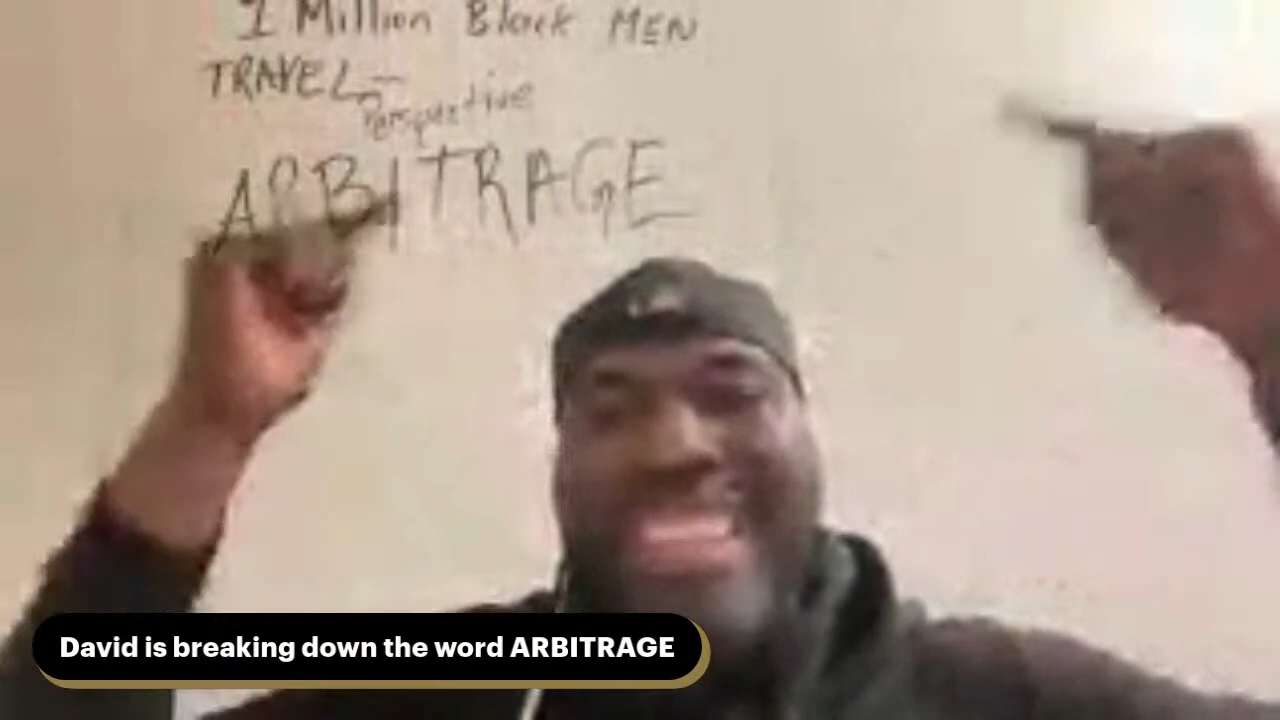 1 Million Black MEN
TRAVEL-
Perspective
ARBITRAGE
David is breaking down the word ARBITRAGE